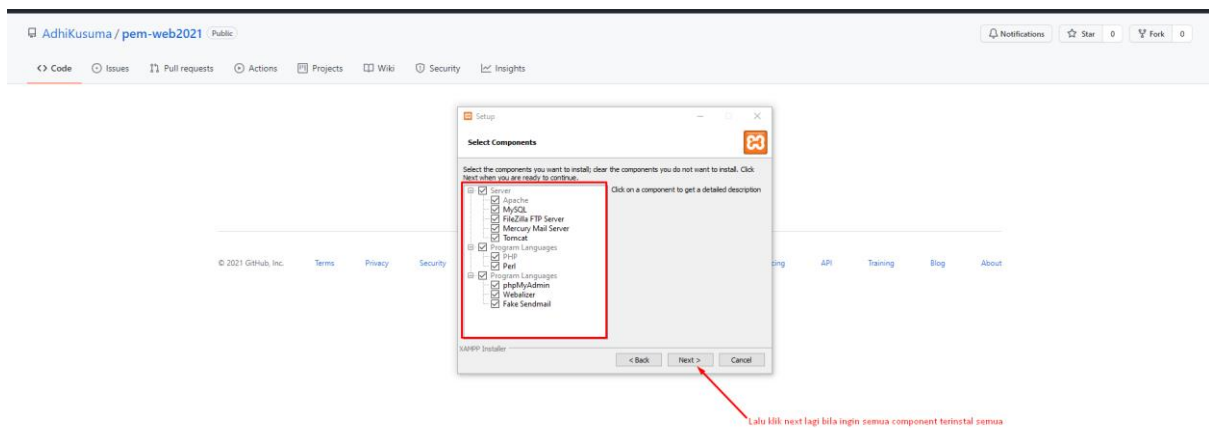 AdhiKusuma / pem-web2021 Public
Notifications Star 0 Fork 0
Code Issues Pull requests Actions Projects Wiki Security Insights
Setup
Select Components
Select the components you want to install; clear the components you do not want to install. Click
Next when you are ready to continue.
Server
Apache
MySQL
FileZilla FTP Server
Mercury Mail Server
Tomcat
Program Languages
PHP
Perl
Program Languages
phpMyAdmin
Webalizer
Fake Sendmail
Click on a component to get a detailed description
XAMPP Installer
< Back Next > Cancel
© 2021 GitHub, Inc. Terms Privacy Security API Training Blog About
Lalu klik next lagi bila ingin semua component terinstal semua